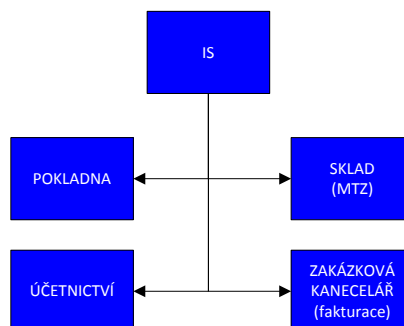 IS
POKLADNA
SKLAD
(MTZ)
ÚČETNICTVÍ
ZAKÁZKOVÁ
KANECELÁŘ
(fakturace)